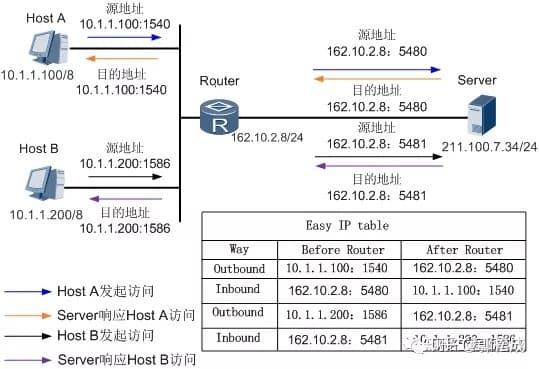 Host A
源地址
10.1.1.100:1540
目的地址
10.1.1.100:1540
10.1.1.100/8
源地址
162.10.2.8：5480
目的地址
162.10.2.8：5480
Router
R
162.10.2.8/24
Server
211.100.7.34/24
源地址
162.10.2.8：5481
目的地址
162.10.2.8：5481
Host B
源地址
10.1.1.200:1586
目的地址
10.1.1.200:1586
10.1.1.200/8
Easy IP table
Way Before Router After Router
Outbound 10.1.1.100：1540 162.10.2.8：5480
Inbound 162.10.2.8：5480 10.1.1.100：1540
Outbound 10.1.1.200：1586 162.10.2.8：5481
Inbound 162.10.2.8：5481
Host A发起访问
Server响应Host A访问
Host B发起访问
Server响应Host B访问